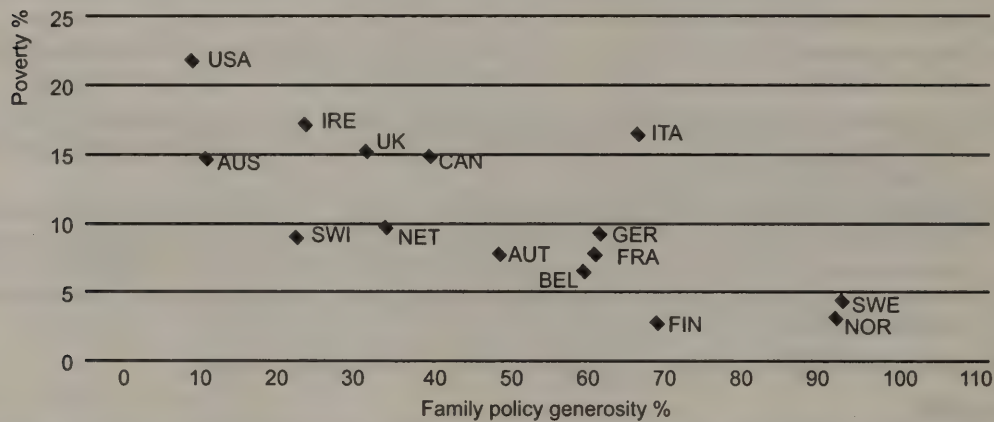 Poverty %
25
20
15
10
5
0
USA
IRE
UK
ITA
AUS
CAN
SWI
NET
AUT
GER
FRA
BEL
SWE
FIN
NOR
0 10 20 30 40 50 60 70 80 90 100 110
Family policy generosity %